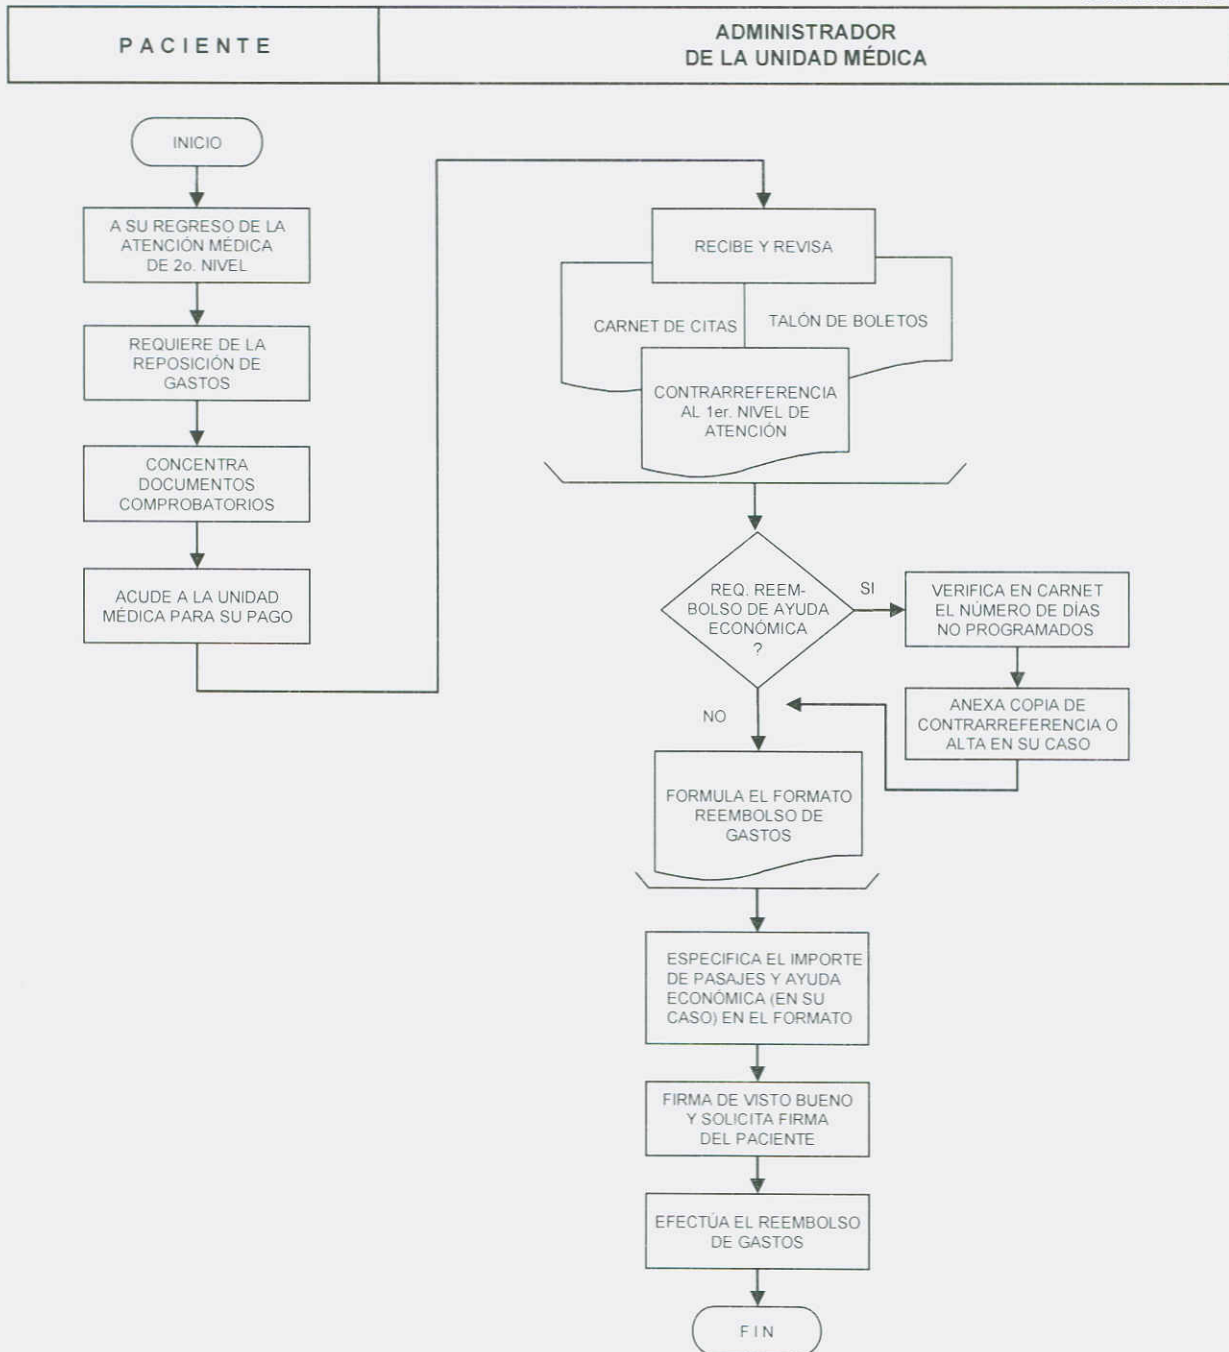 PACIENTE
ADMINISTRADOR
DE LA UNIDAD MÉDICA
INICIO
A SU REGRESO DE LA
ATENCIÓN MÉDICA
DE 2o. NIVEL
REQUIERE DE LA
REPOSICIÓN DE
GASTOS
CONCENTRA
DOCUMENTOS
COMPROBATORIOS
ACUDE A LA UNIDAD
MÉDICA PARA SU PAGO
RECIBE Y REVISA
CARNET DE CITAS
TALÓN DE BOLETOS
CONTRARREFERENCIA
AL 1er. NIVEL DE
ATENCIÓN
REQ. REEM-
BOLSO DE AYUDA
ECONÓMICA
?
SI
VERIFICA EN CARNET
EL NÚMERO DE DÍAS
NO PROGRAMADOS
ANEXA COPIA DE
CONTRARREFERENCIA O
ALTA EN SU CASO
NO
FORMULA EL FORMATO
REEMBOLSO DE
GASTOS
ESPECIFICA EL IMPORTE
DE PASAJES Y AYUDA
ECONÓMICA (EN SU
CASO) EN EL FORMATO
FIRMA DE VISTO BUENO
Y SOLICITA FIRMA
DEL PACIENTE
EFECTÚA EL REEMBOLSO
DE GASTOS
FIN